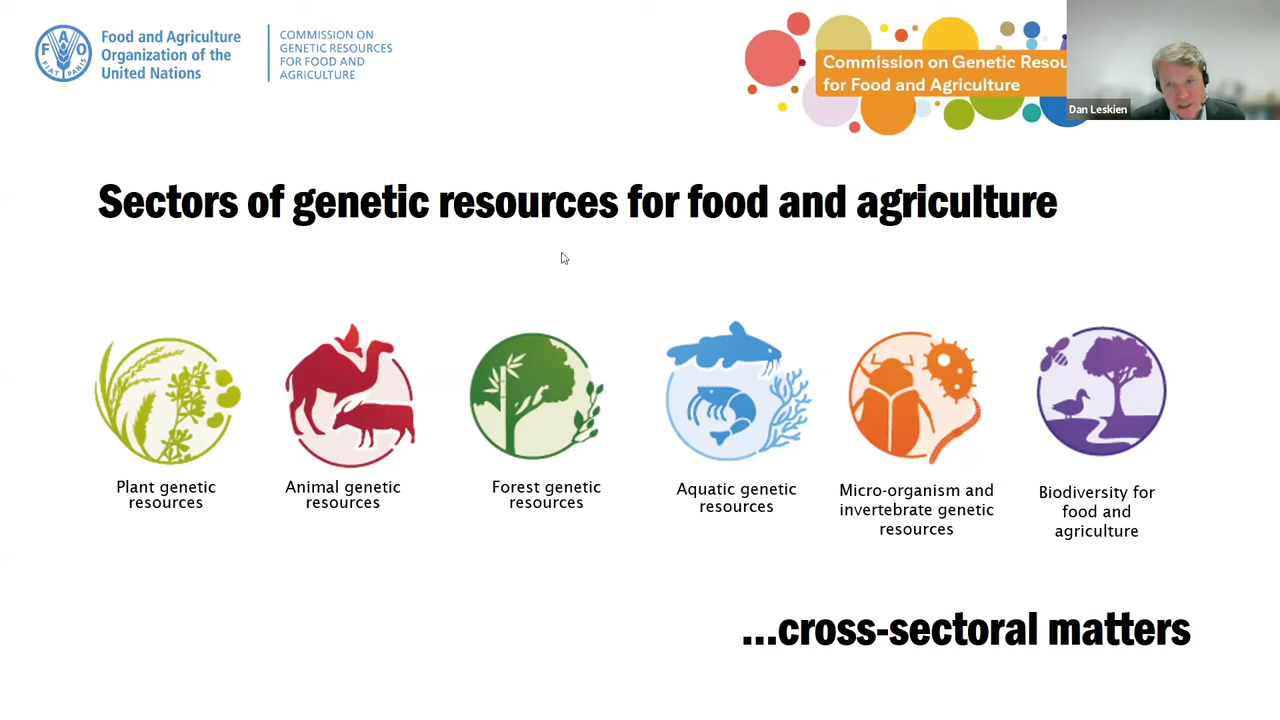 Food and Agriculture
Organization of the
United Nations
FAO
FIAT PANIS
COMMISSION ON
GENETIC RESOURCES
FOR FOOD AND
AGRICULTURE
Commission on Genetic Resou
for Food and Agriculture
Dan Leskien
Sectors of genetic resources for food and agriculture
Plant genetic
resources
Animal genetic
resources
Forest genetic
resources
Aquatic genetic
resources
Micro-organism and
invertebrate genetic
resources
Biodiversity for
food and
agriculture
...cross-sectoral matters